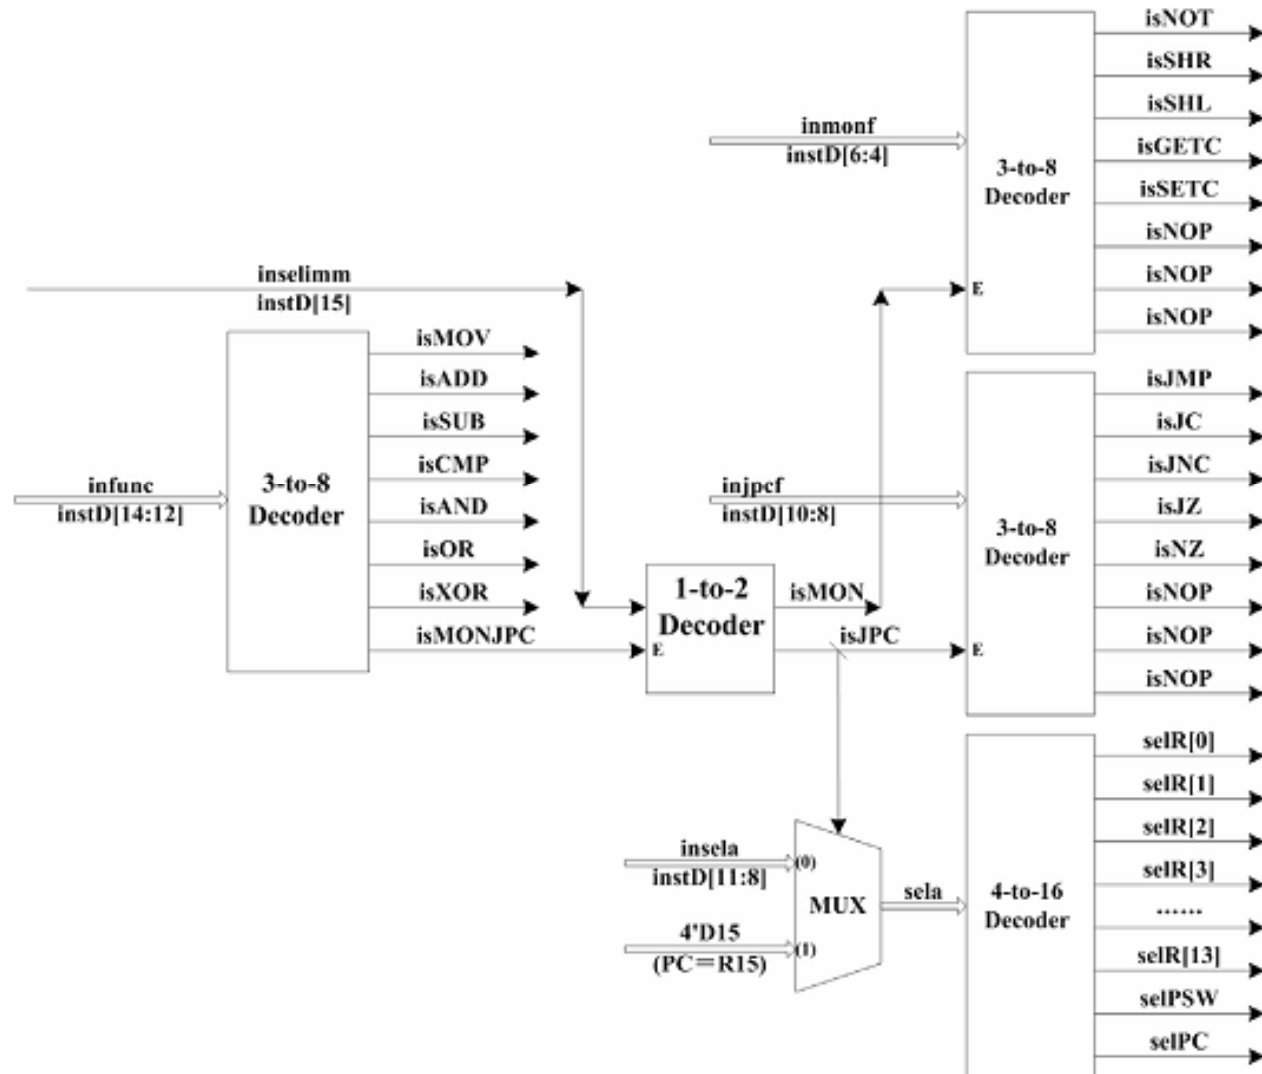 inselimm
instD[15]
infunc
instD[14:12]
3-to-8
Decoder
isMOV
isADD
isSUB
isCMP
isAND
isOR
isXOR
isMONJPC
1-to-2
Decoder
E
isMON
isJPC
inmonf
instD[6:4]
3-to-8
Decoder
E
isNOT
isSHR
isSHL
isGETC
isSETC
isNOP
isNOP
isNOP
injpcf
instD[10:8]
3-to-8
Decoder
E
isJMP
isJC
isJNC
isJZ
isNZ
isNOP
isNOP
isNOP
insela
instD[11:8]
4'D15
(PC=R15)
(0)
MUX
(1)
sela
4-to-16
Decoder
selR[0]
selR[1]
selR[2]
selR[3]
……
selR[13]
selPSW
selPC